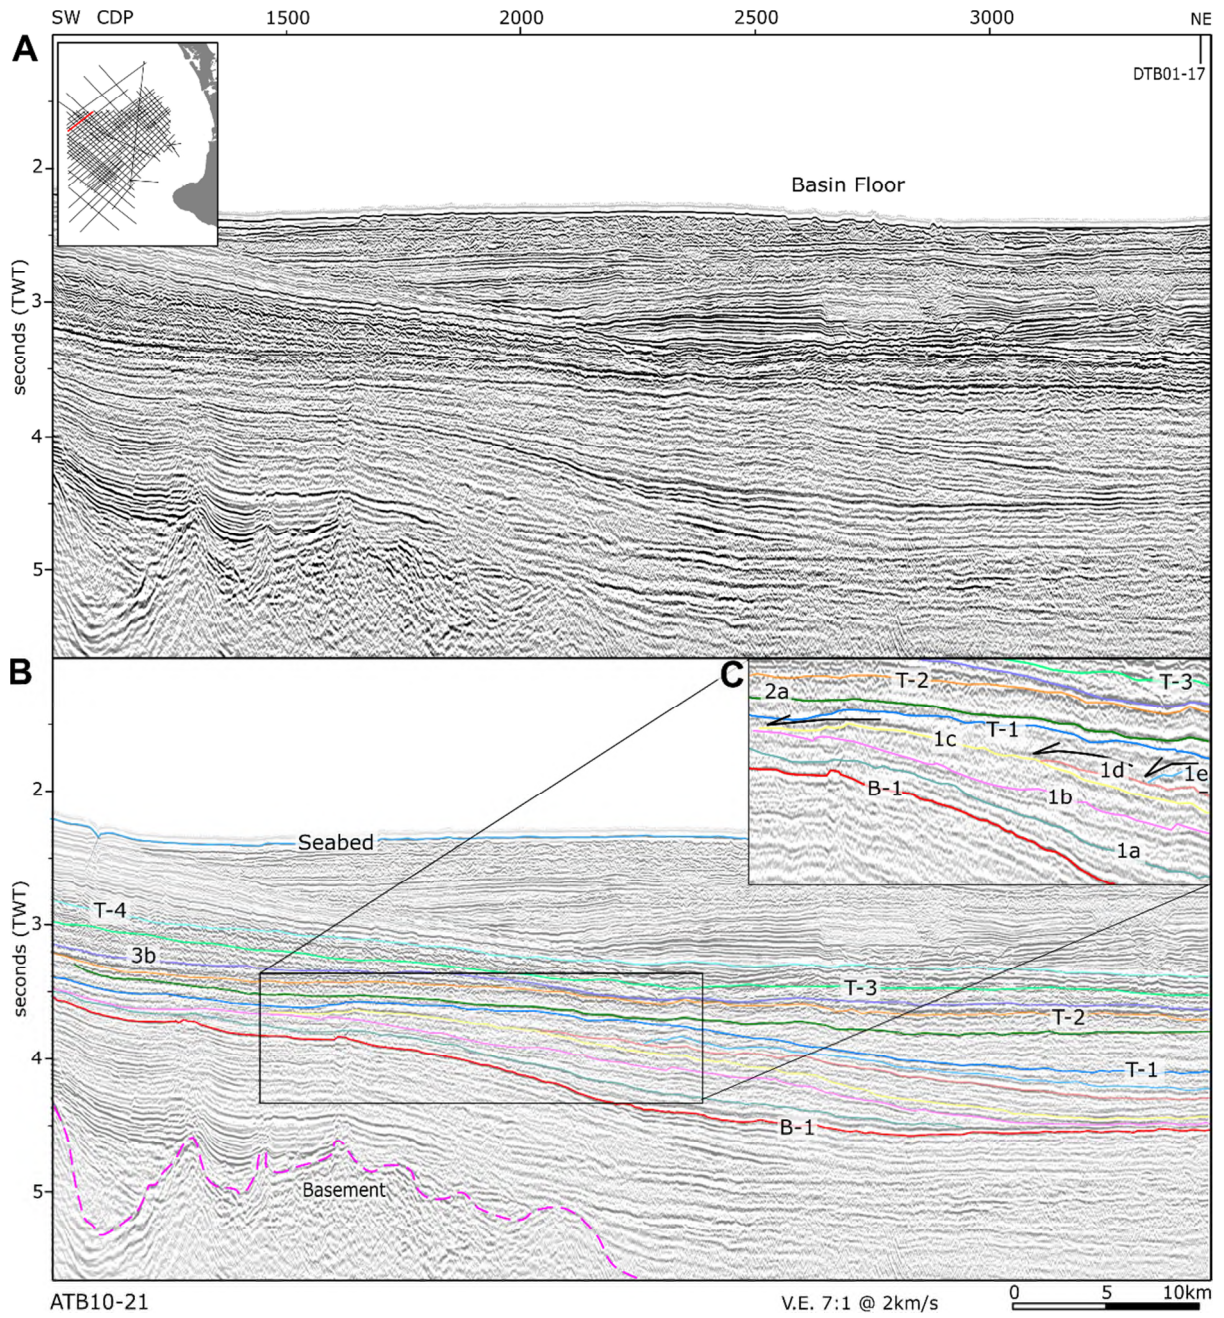 SW CDP 1500 2000 2500 3000 NE
A
DTB01-17
2
Basin Floor
3
seconds (TWT)
4
5
B
C
T-2
T-3
2a
T-1
1c
1d
1e
B-1
1b
1a
2
Seabed
T-4
3
3b
seconds (TWT)
T-3
T-2
4
T-1
B-1
5
Basement
ATB10-21
V.E. 7:1 @ 2km/s
0 5 10km